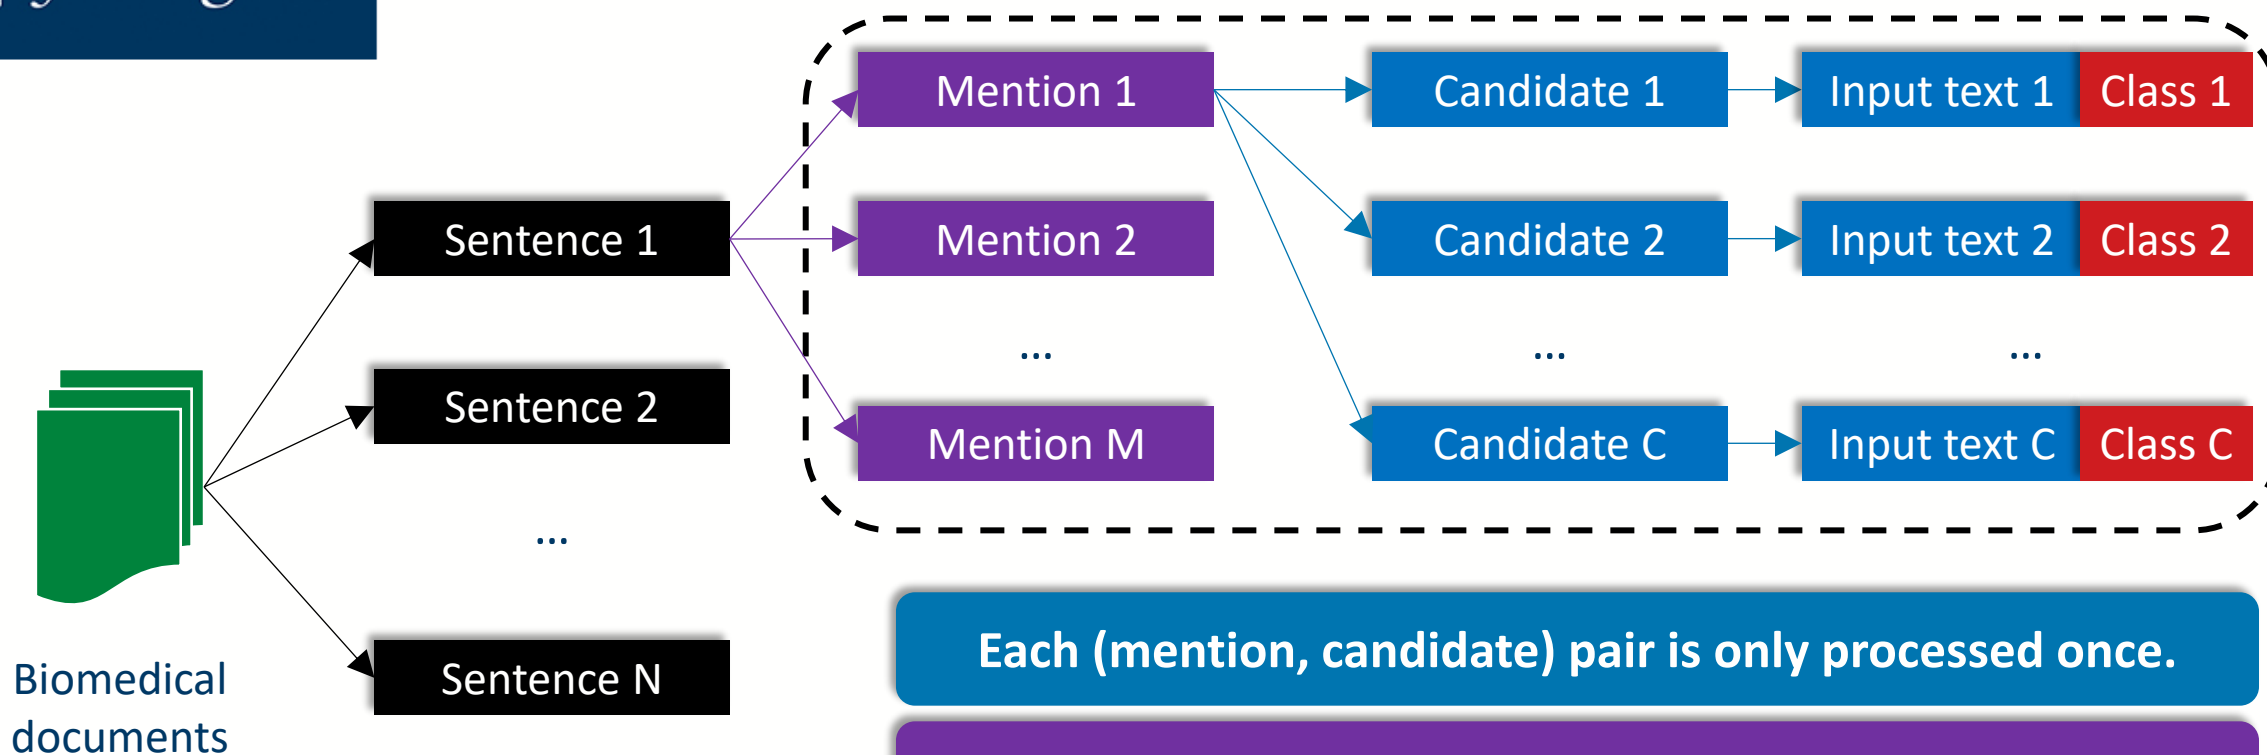 Mention 1
Candidate 1
Input text 1
Class 1
Sentence 1
Mention 2
Candidate 2
Input text 2
Class 2
...
...
...
Sentence 2
Mention M
Candidate C
Input text C
Class C
...
Each (mention, candidate) pair is only processed once.
Sentence N
Biomedical
documents